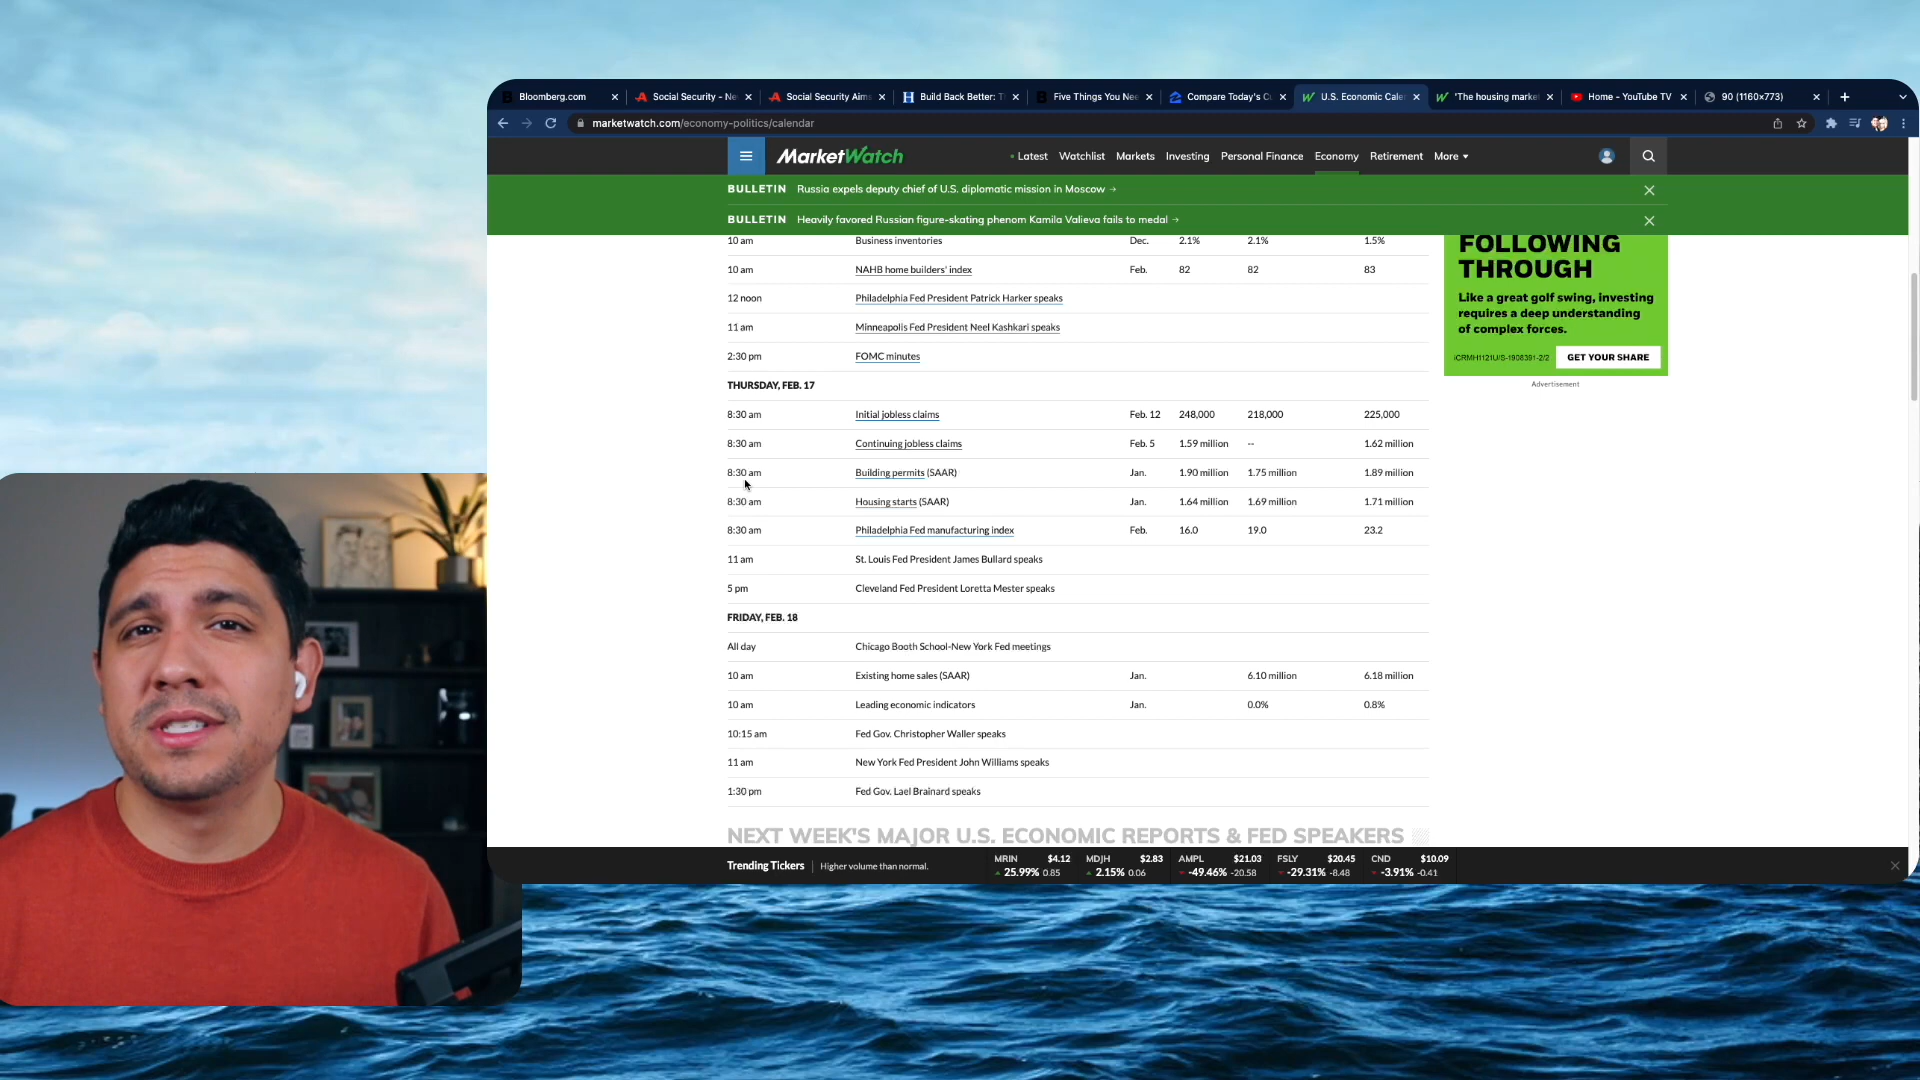 Bloomberg.com
Social Security - Ne
Social Security Aims
Build Back Better: T
Five Things You Nee
Compare Today's Cu
U.S. Economic Cale
'The housing marke
Home - YouTube TV
90 (1160×773)
marketwatch.com/economy-politics/calendar
MarketWatch
Latest Watchlist Markets Investing Personal Finance Economy Retirement More
BULLETIN Russia expels deputy chief of U.S. diplomatic mission in Moscow →
BULLETIN Heavily favored Russian figure-skating phenom Kamila Valieva fails to medal →
10 am Business inventories Dec. 2.1% 2.1% 1.5%
10 am NAHB home builders' index Feb. 82 82 83
12 noon Philadelphia Fed President Patrick Harker speaks
11 am Minneapolis Fed President Neel Kashkari speaks
2:30 pm FOMC minutes
THURSDAY, FEB. 17
8:30 am Initial jobless claims Feb. 12 248,000 218,000 225,000
8:30 am Continuing jobless claims Feb. 5 1.59 million -- 1.62 million
8:30 am Building permits (SAAR) Jan. 1.90 million 1.75 million 1.89 million
8:30 am Housing starts (SAAR) Jan. 1.64 million 1.69 million 1.71 million
8:30 am Philadelphia Fed manufacturing index Feb. 16.0 19.0 23.2
11 am St. Louis Fed President James Bullard speaks
5 pm Cleveland Fed President Loretta Mester speaks
FRIDAY, FEB. 18
All day Chicago Booth School-New York Fed meetings
10 am Existing home sales (SAAR) Jan. 6.10 million 6.18 million
10 am Leading economic indicators Jan. 0.0% 0.8%
10:15 am Fed Gov. Christopher Waller speaks
11 am New York Fed President John Williams speaks
1:30 pm Fed Gov. Lael Brainard speaks
NEXT WEEK'S MAJOR U.S. ECONOMIC REPORTS & FED SPEAKERS
FOLLOWING
THROUGH
Like a great golf swing, investing
requires a deep understanding
of complex forces.
iCRMH1121U/S-1908391-2/2 GET YOUR SHARE
Advertisement
Trending Tickers Higher volume than normal.
MRIN $4.12 MDJH $2.83 AMPL $21.03 FSLY $20.45 CND $10.09
25.99% 0.85 2.15% 0.06 -49.46% -20.58 -29.31% -8.48 -3.91% -0.41